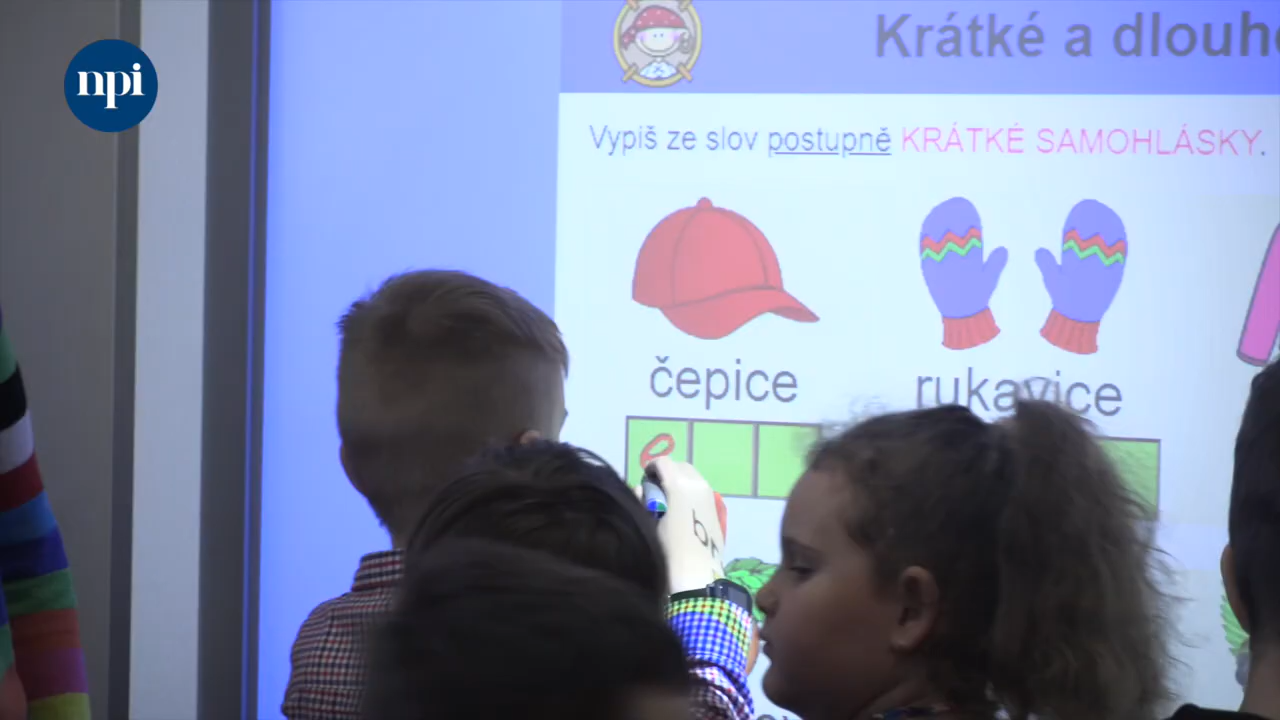 npi
Krátké a dlouh
Vypiš ze slov postupně KRÁTKÉ SAMOHLÁSKY.
čepice
rukavice
e